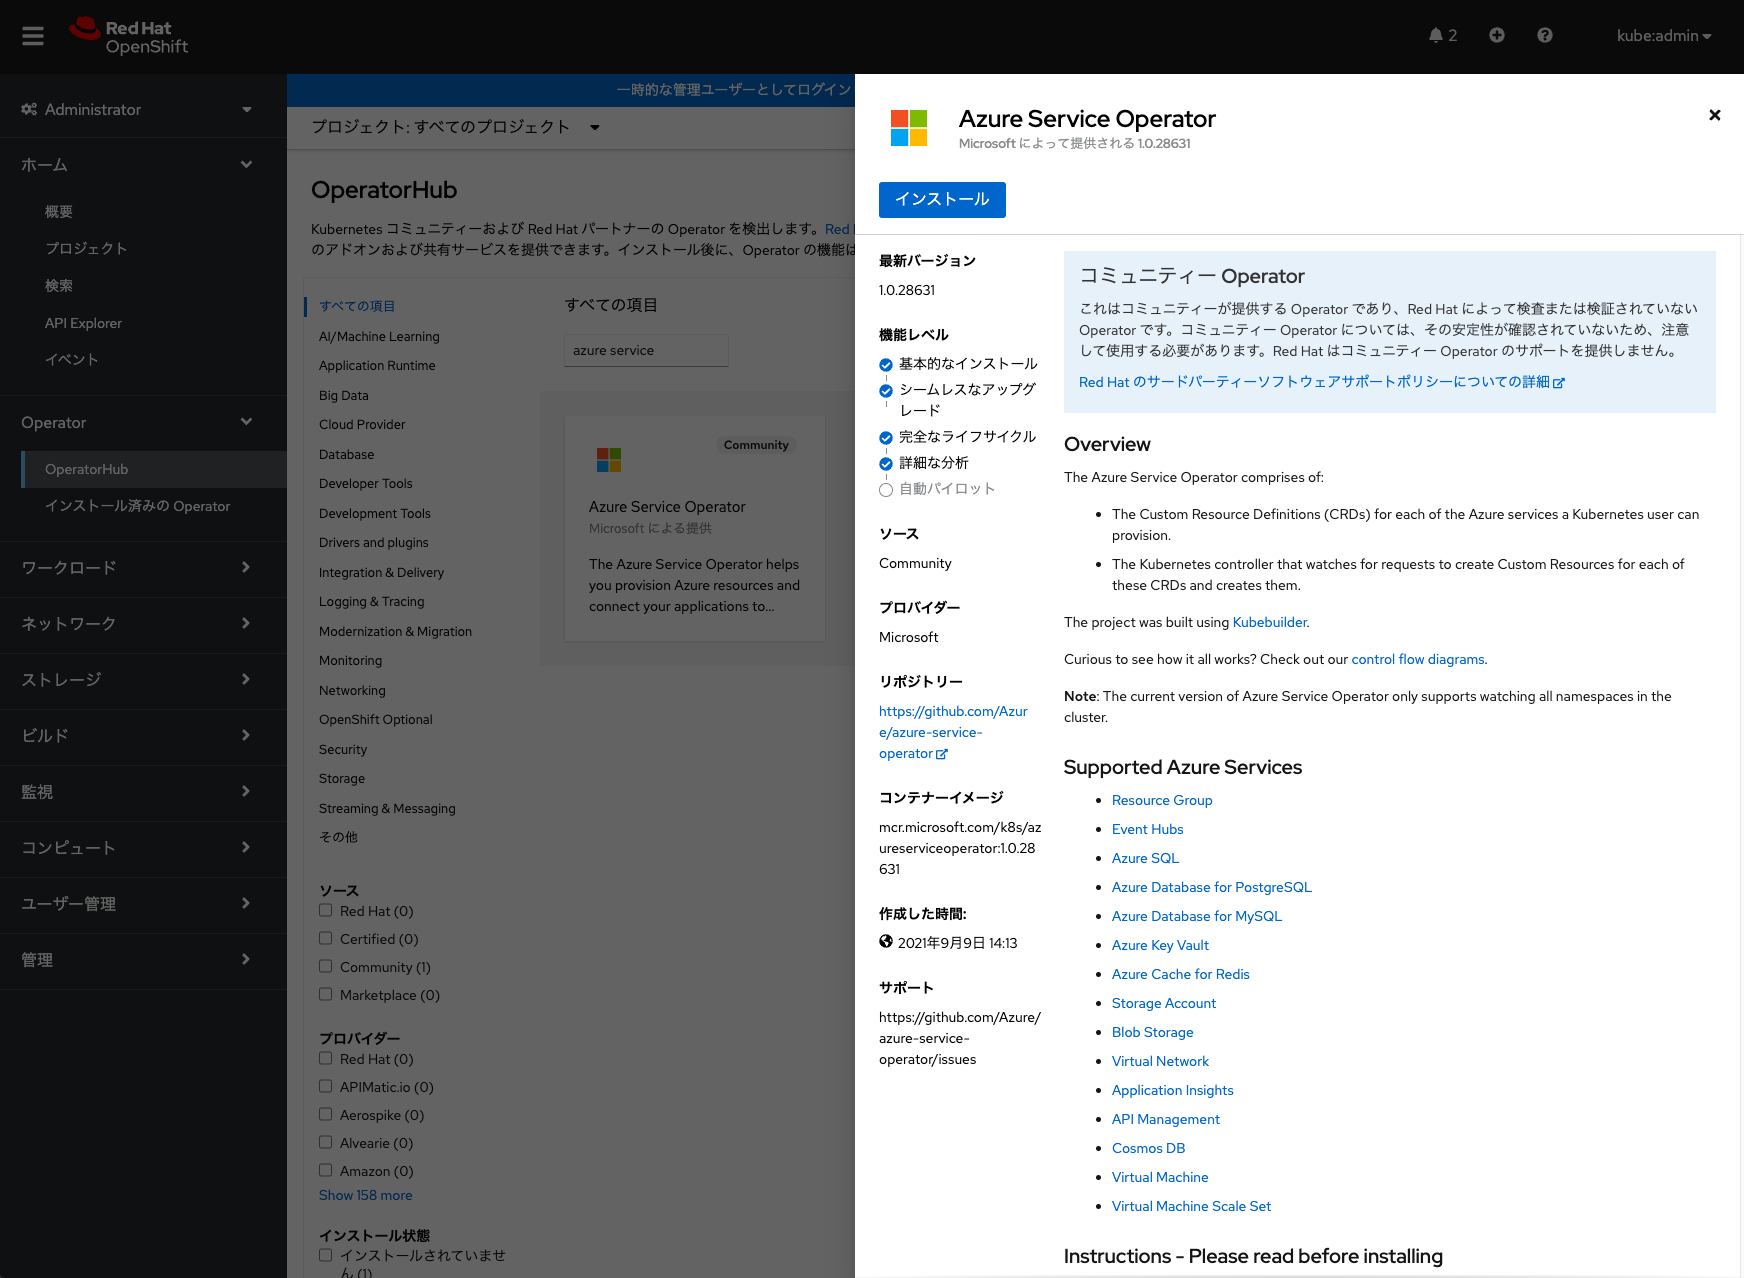 Red Hat
OpenShift
2
kube:admin
Administrator
ホーム
概要
プロジェクト
検索
API Explorer
イベント
Operator
OperatorHub
インストール済みの Operator
ワークロード
ネットワーク
ストレージ
ビルド
監視
コンピュート
ユーザー管理
管理
一時的な管理ユーザーとしてログイン
プロジェクト: すべてのプロジェクト
OperatorHub
Kubernetes コミュニティーおよび Red Hat パートナーの Operator を検出します。Red
のアドオンおよび共有サービスを提供できます。インストール後に、Operator の機能は
すべての項目
AI/Machine Learning
Application Runtime
Big Data
Cloud Provider
Database
Developer Tools
Development Tools
Drivers and plugins
Integration & Delivery
Logging & Tracing
Modernization & Migration
Monitoring
Networking
OpenShift Optional
Security
Storage
Streaming & Messaging
その他
ソース
Red Hat (0)
Certified (0)
Community (1)
Marketplace (0)
プロバイダー
Red Hat (0)
APIMatic.io (0)
Aerospike (0)
Alvearie (0)
Amazon (0)
Show 158 more
インストール状態
インストールされていませ
ん (1)
すべての項目
azure service
Community
Azure Service Operator
Microsoft による提供
The Azure Service Operator helps
you provision Azure resources and
connect your applications to...
Azure Service Operator
Microsoft によって提供される 1.0.28631
インストール
最新バージョン
1.0.28631
機能レベル
基本的なインストール
シームレスなアップグ
レード
完全なライフサイクル
詳細な分析
自動パイロット
ソース
Community
プロバイダー
Microsoft
リポジトリー
https://github.com/Azur
e/azure-service-
operator
コンテナーイメージ
mcr.microsoft.com/k8s/az
ureserviceoperator:1.0.28
631
作成した時間:
2021年9月9日 14:13
サポート
https://github.com/Azure/
azure-service-
operator/issues
コミュニティー Operator
これはコミュニティーが提供する Operator であり、Red Hat によって検査または検証されていない
Operator です。コミュニティー Operator については、その安定性が確認されていないため、注意
して使用する必要があります。Red Hat はコミュニティー Operator のサポートを提供しません。
Red Hat のサードパーティーソフトウェアサポートポリシーについての詳細
Overview
The Azure Service Operator comprises of:
The Custom Resource Definitions (CRDs) for each of the Azure services a Kubernetes user can
provision.
The Kubernetes controller that watches for requests to create Custom Resources for each of
these CRDs and creates them.
The project was built using Kubebuilder.
Curious to see how it all works? Check out our control flow diagrams.
Note: The current version of Azure Service Operator only supports watching all namespaces in the
cluster.
Supported Azure Services
Resource Group
Event Hubs
Azure SQL
Azure Database for PostgreSQL
Azure Database for MySQL
Azure Key Vault
Azure Cache for Redis
Storage Account
Blob Storage
Virtual Network
Application Insights
API Management
Cosmos DB
Virtual Machine
Virtual Machine Scale Set
Instructions - Please read before installing